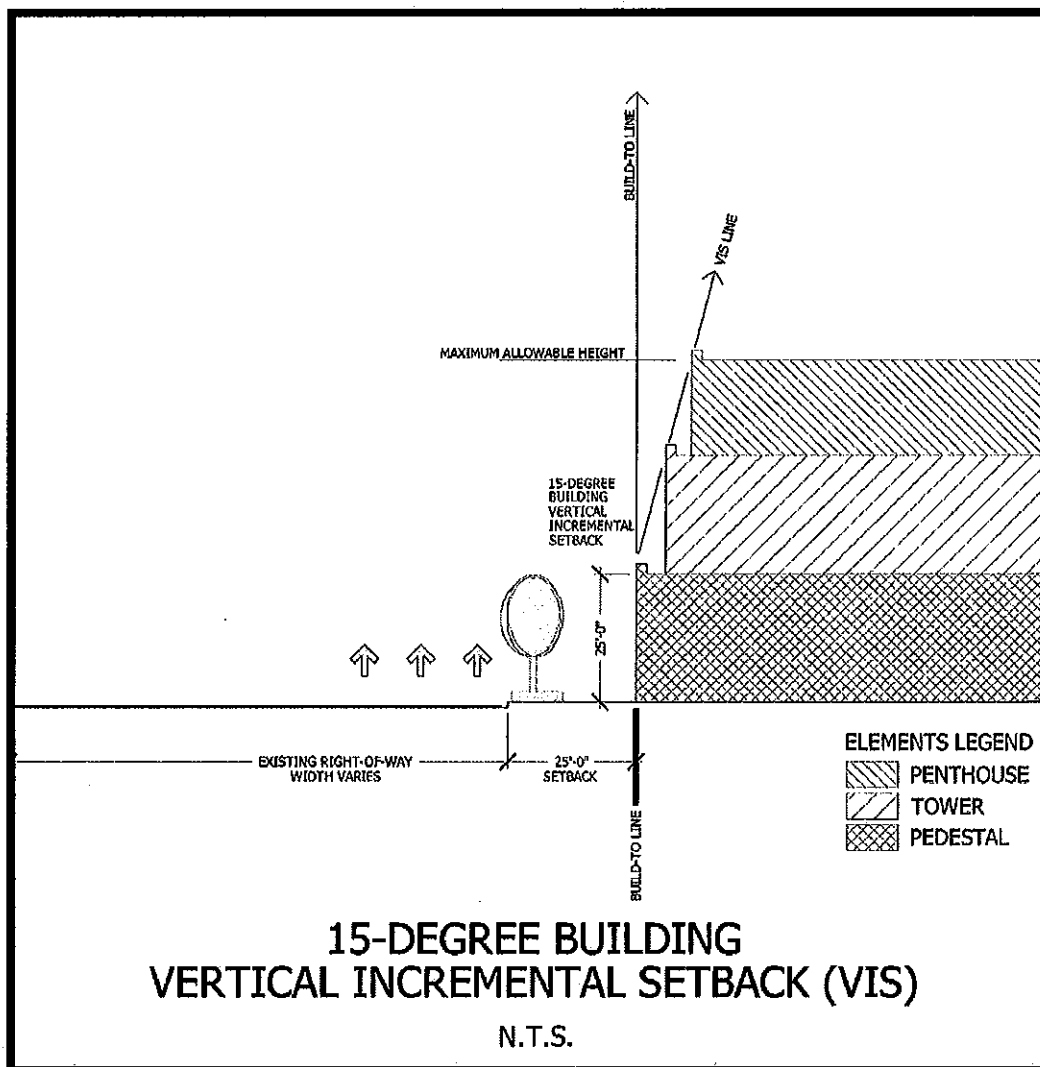 BUILD-TO LINE
VIS LINE
MAXIMUM ALLOWABLE HEIGHT
15-DEGREE
BUILDING
VERTICAL
INCREMENTAL
SETBACK
25'-0"
EXISTING RIGHT-OF-WAY
WIDTH VARIES
25'-0"
SETBACK
BUILD-TO LINE
ELEMENTS LEGEND
PENTHOUSE
TOWER
PEDESTAL
15-DEGREE BUILDING
VERTICAL INCREMENTAL SETBACK (VIS)
N.T.S.